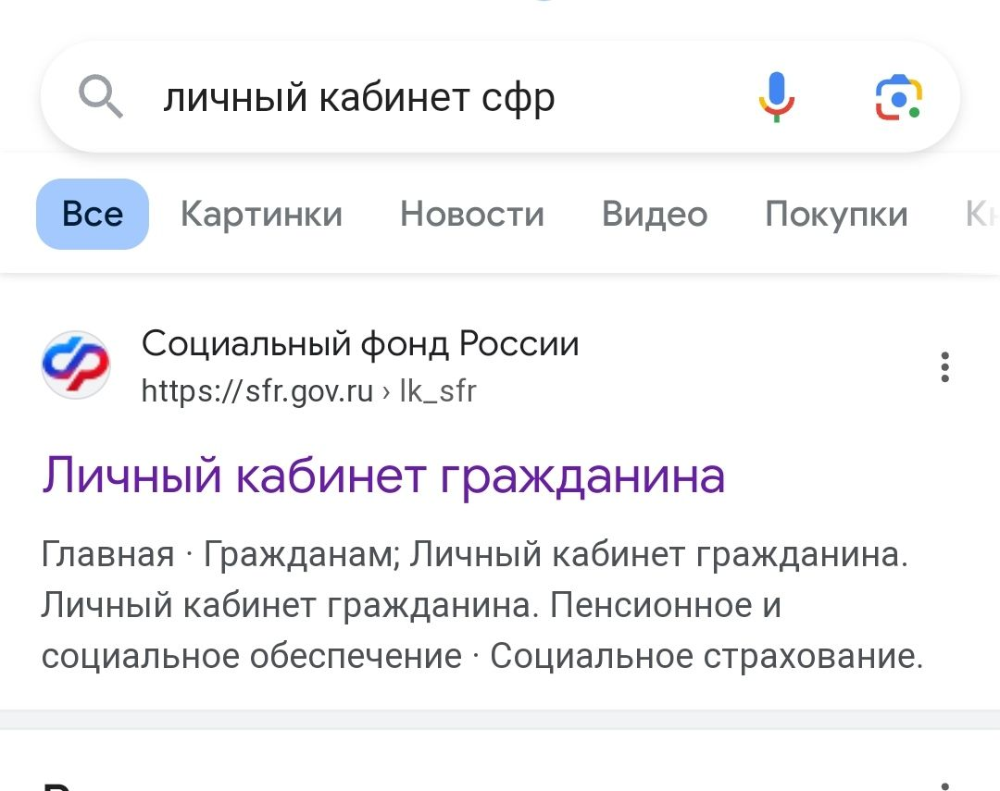 личный кабинет сфр
Все Картинки Новости Видео Покупки
Социальный фонд России
https://sfr.gov.ru › lk_sfr
Личный кабинет гражданина
Главная · Гражданам; Личный кабинет гражданина.
Личный кабинет гражданина. Пенсионное и
социальное обеспечение · Социальное страхование.